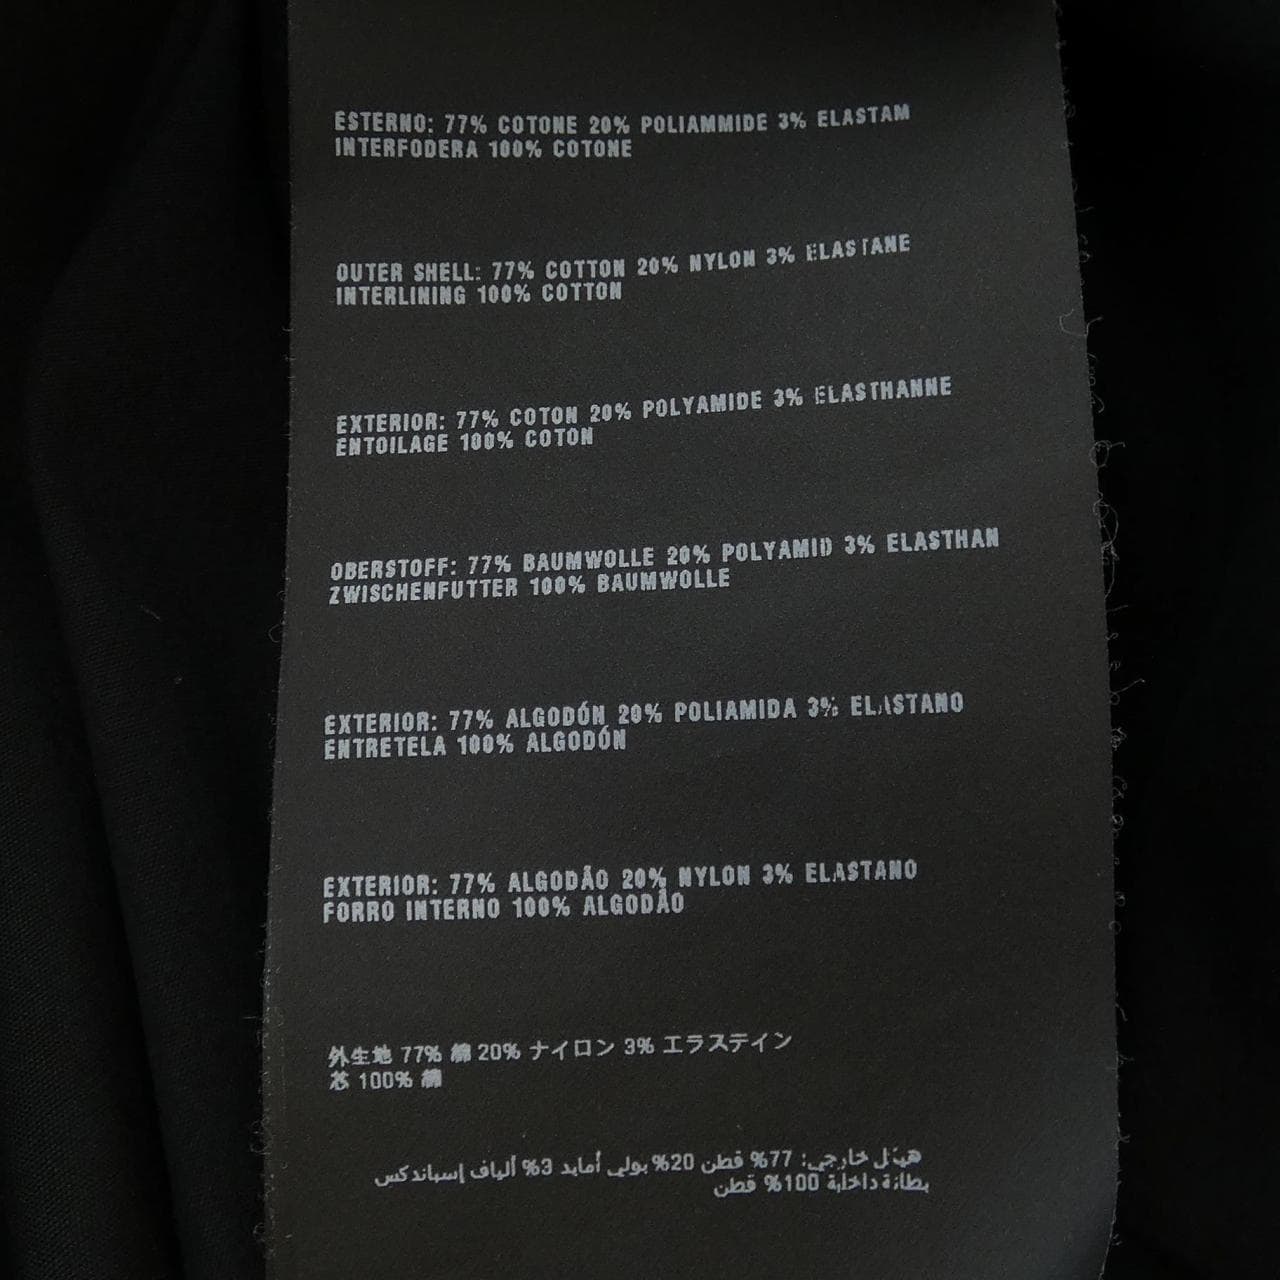 ESTERNO: 77% COTONE 20% POLIAMMIDE 3% ELASTAM
INTERFODERA 100% COTONE
OUTER SHELL: 77% COTTON 20% NYLON 3% ELASTANE
INTERLINING 100% COTTON
EXTERIOR: 77% COTON 20% POLYAMIDE 3% ELASTHANNE
ENTOILAGE 100% COTON
OBERSTOFF: 77% BAUMWOLLE 20% POLYAMID 3% ELASTHAN
ZWISCHENFUTTER 100% BAUMWOLLE
EXTERIOR: 77% ALGODÓN 20% POLIAMIDA 3% ELASTANO
ENTRETELA 100% ALGODÓN
EXTERIOR: 77% ALGODÃO 20% NYLON 3% ELASTANO
FORRO INTERNO 100% ALGODÃO
外生地 77% 綿 20% ナイロン 3% エラステイン
芯 100% 綿
هيكل خارجي: 77% قطن 20% بولي أمايد 3% ألياف إسباندكس
بطانة داخلية 100% قطن